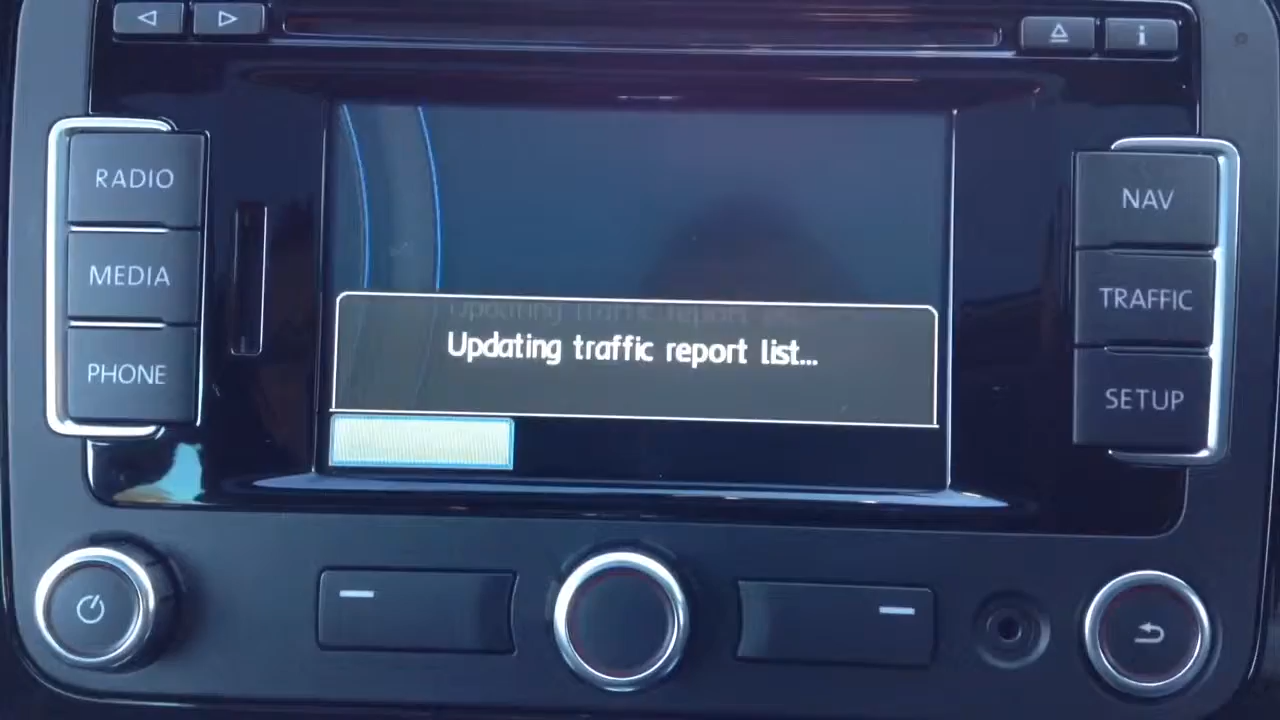 i
RADIO
NAV
MEDIA
TRAFFIC
Updating traffic report list...
PHONE
SETUP